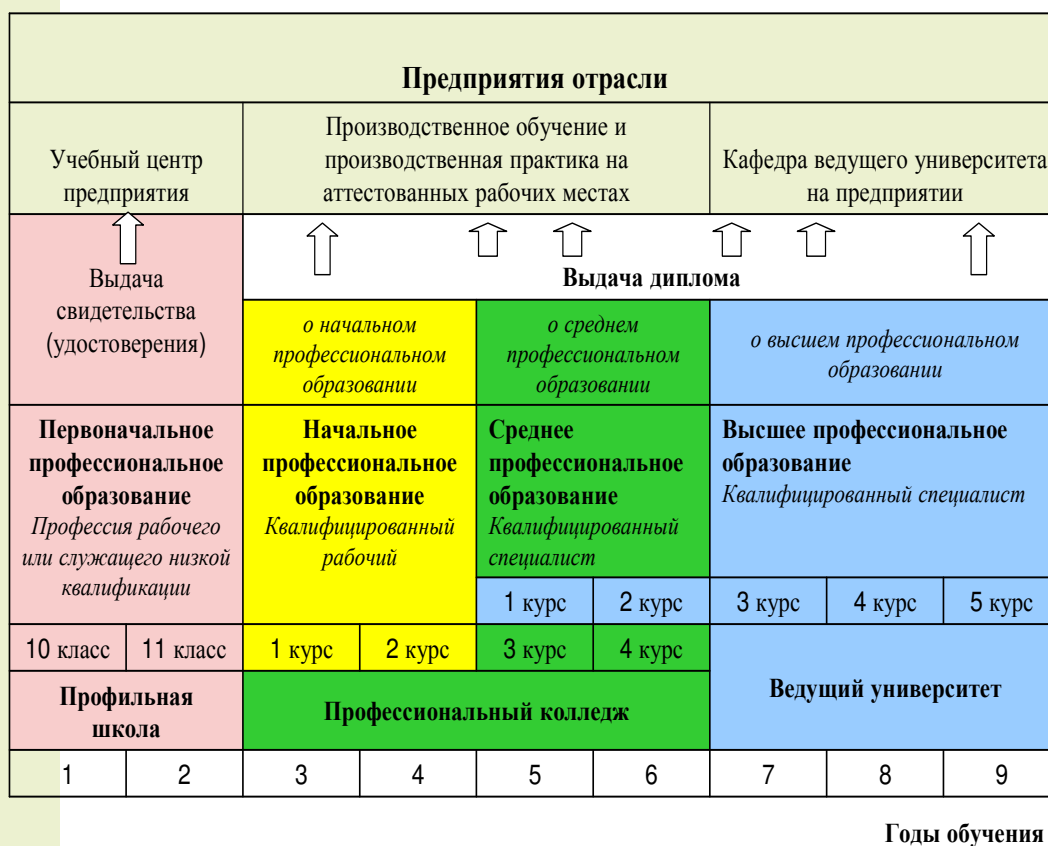 Предприятия отрасли
Учебный центр
предприятия
Производственное обучение и
производственная практика на
аттестованных рабочих местах
Кафедра ведущего университета
на предприятии
Выдача
свидетельства
(удостоверения)
Выдача диплома
о начальном
профессиональном
образовании
о среднем
профессиональном
образовании
о высшем профессиональном
образовании
Первоначальное
профессиональное
образование
Профессия рабочего
или служащего низкой
квалификации
Начальное
профессиональное
образование
Квалифицированный
рабочий
Среднее
профессиональное
образование
Квалифицированный
специалист
Высшее профессиональное
образование
Квалифицированный специалист
1 курс 2 курс 3 курс 4 курс 5 курс
10 класс 11 класс 1 курс 2 курс 3 курс 4 курс
Профильная
школа
Профессиональный колледж
Ведущий университет
1 2 3 4 5 6 7 8 9
Годы обучения